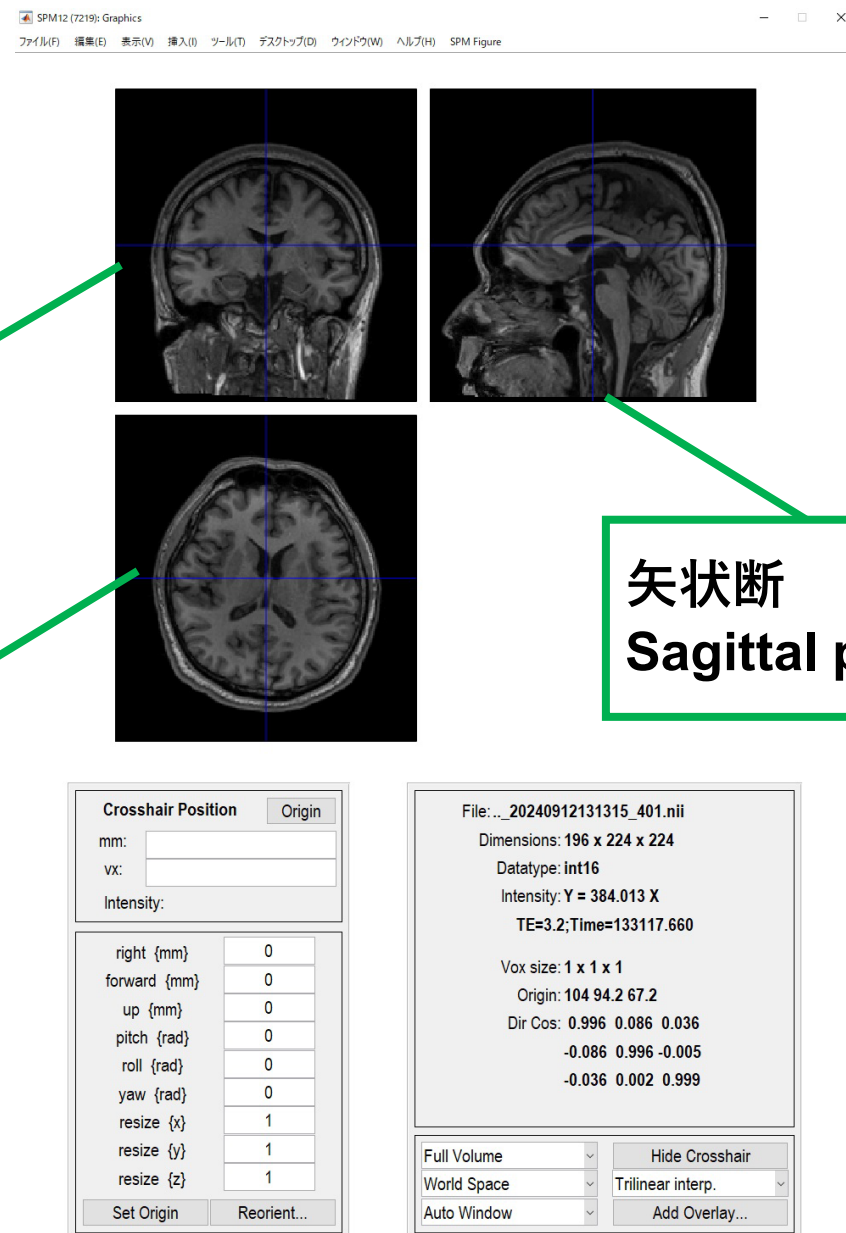 SPM12 (7219): Graphics
ファイル(F) 編集(E) 表示(V) 挿入(I) ツール(T) デスクトップ(D) ウィンドウ(W) ヘルプ(H) SPM Figure
矢状断
Sagittal p
Crosshair Position Origin
mm:
vx:
Intensity:
right {mm} 0
forward {mm} 0
up {mm} 0
pitch {rad} 0
roll {rad} 0
yaw {rad} 0
resize {x} 1
resize {y} 1
resize {z} 1
Set Origin Reorient...
File: .._20240912131315_401.nii
Dimensions: 196 x 224 x 224
Datatype: int16
Intensity: Y = 384.013 X
TE=3.2;Time=133117.660
Vox size: 1 x 1 x 1
Origin: 104 94.2 67.2
Dir Cos: 0.996 0.086 0.036
-0.086 0.996 -0.005
-0.036 0.002 0.999
Full Volume Hide Crosshair
World Space Trilinear interp.
Auto Window Add Overlay...